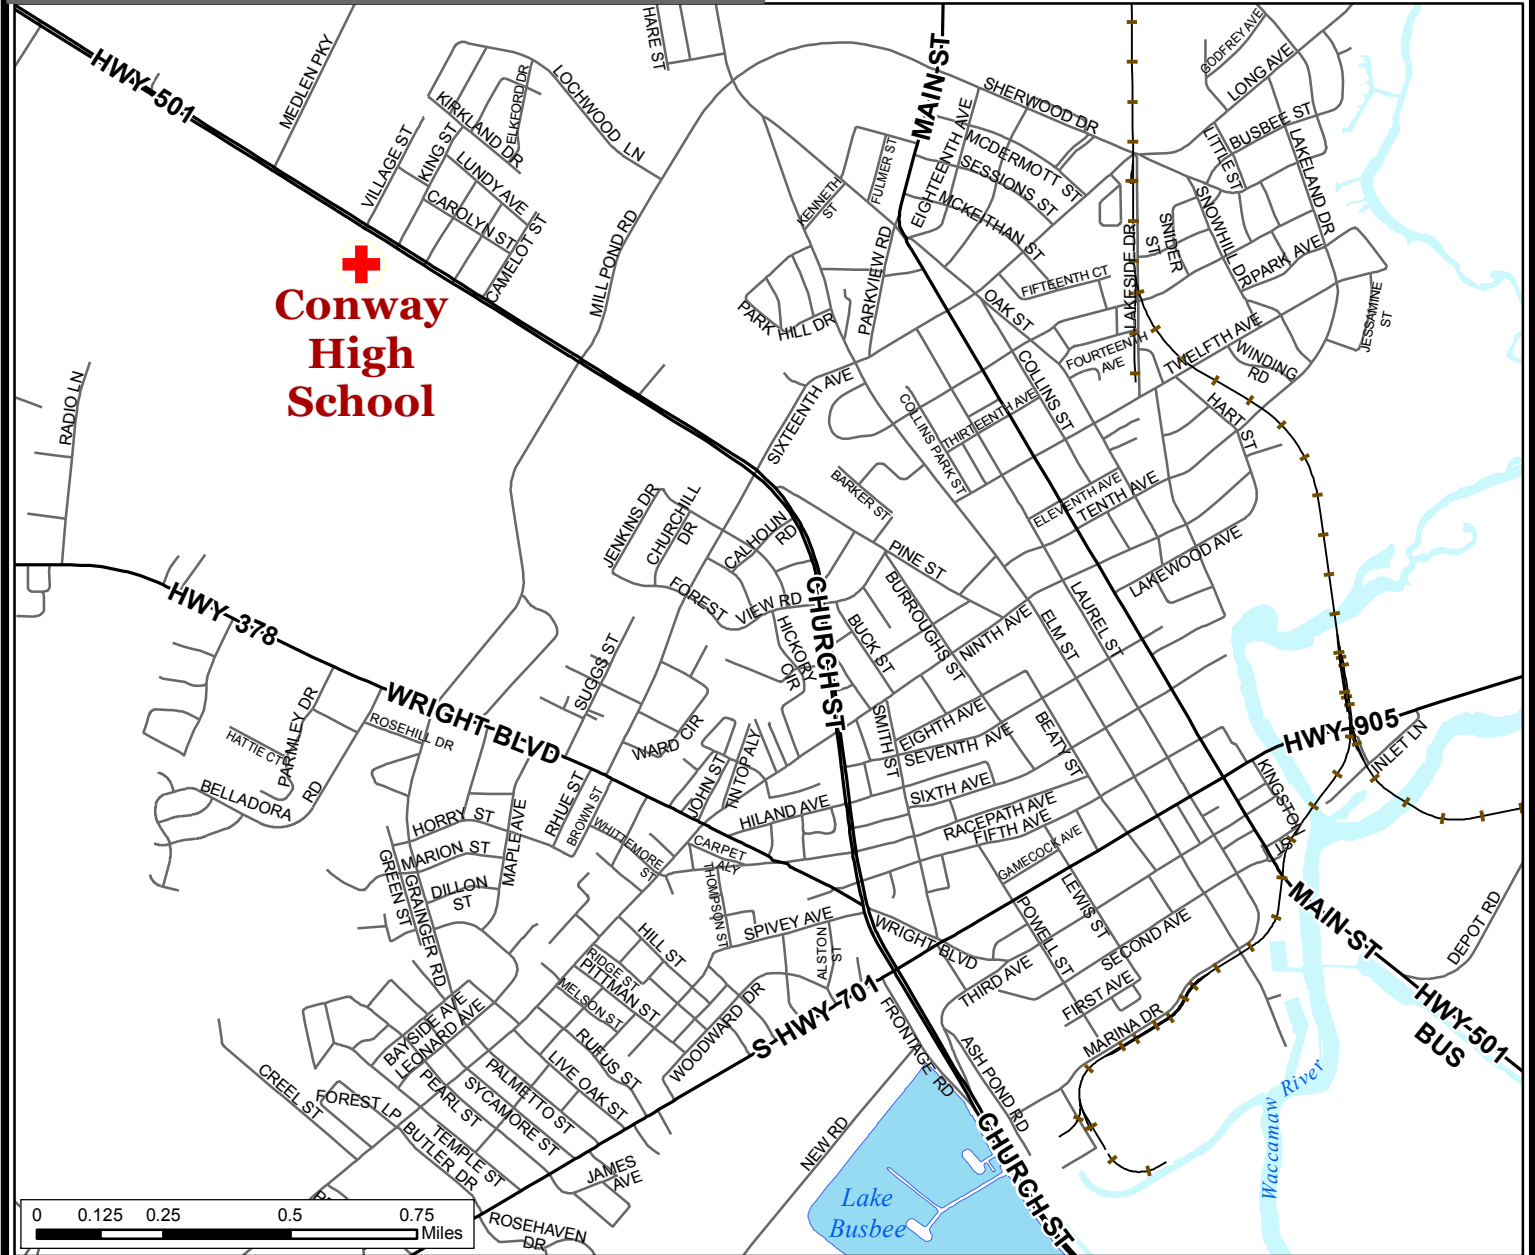 HARE ST
MAIN ST
GODFREY AVE
LONG AVE
HWY 501
MEDLEN PKY
LOCHWOOD LN
ELKFORD DR
KIRKLAND DR
SHERWOOD DR
BUSBEE ST
LITTLE ST
LAKELAND DR
VILLAGE ST
KING ST
LUNDY AVE
CAROLYN ST
CAMELOT ST
MILL POND RD
KENNETH
ST
FULMER ST
EIGHTEENTH AVE
MCDERMOTT ST
SESSIONS ST
MCKEITHAN ST
SNOWHILL DR
SNIDER
ST
PARK AVE
LAKESIDE DR
FIFTEENTH CT
PARKVIEW RD
PARK HILL DR
OAK ST
JESSAMINE
ST
Conway
High
School
FOURTEENTH
AVE
TWELFTH AVE
WINDING
RD
RADIO LN
SIXTEENTH AVE
COLLINS ST
COLLINS PARK ST
THIRTEENTH AVE
HART ST
BARKER ST
ELEVENTH AVE
TENTH AVE
JENKINS DR
CHURCHILL
DR
CALHOUN
RD
PINE ST
LAKEWOOD AVE
HWY 378
FOREST
VIEW RD
CHURCH ST
BURROUGHS ST
BUCK ST
NINTH AVE
ELM ST
LAUREL ST
HICKORY
CIR
SUGGS ST
WRIGHT BLVD
PARMLEY DR
HATTIE CT
ROSEHILL DR
WARD CIR
SMITH ST
EIGHTH AVE
SEVENTH AVE
BEATY ST
HWY 905
INLET LN
KINGSTON
ST
BELLADORA
RD
RHUE ST
BROWN ST
JOHN ST
TIN TOP ALY
HILAND AVE
SIXTH AVE
RACEPATH AVE
FIFTH AVE
GAMECOCK AVE
HORRY ST
MARION ST
DILLON
ST
MAPLE AVE
GREEN ST
GRAINGER RD
WHITTEMORE
ST
CARPET
ALY
THOMPSON ST
SPIVEY AVE
ALSTON
ST
WRIGHT BLVD
LEWIS ST
POWELL ST
SECOND AVE
THIRD AVE
FIRST AVE
MAIN ST
DEPOT RD
HILL ST
RIDGE ST
PITTMAN ST
MELSON ST
RUFUS ST
WOODWARD DR
S HWY 701
FRONTAGE RD
ASH POND RD
MARINA DR
HWY 501
BUS
BAYSIDE AVE
LEONARD AVE
LIVE OAK ST
PALMETTO ST
SYCAMORE ST
PEARL ST
CREEL ST
FOREST LP
TEMPLE ST
BUTLER DR
JAMES
AVE
NEW RD
CHURCH ST
Waccamaw River
Lake
Busbee
ROSEHAVEN
DR
0 0.125 0.25 0.5 0.75
Miles